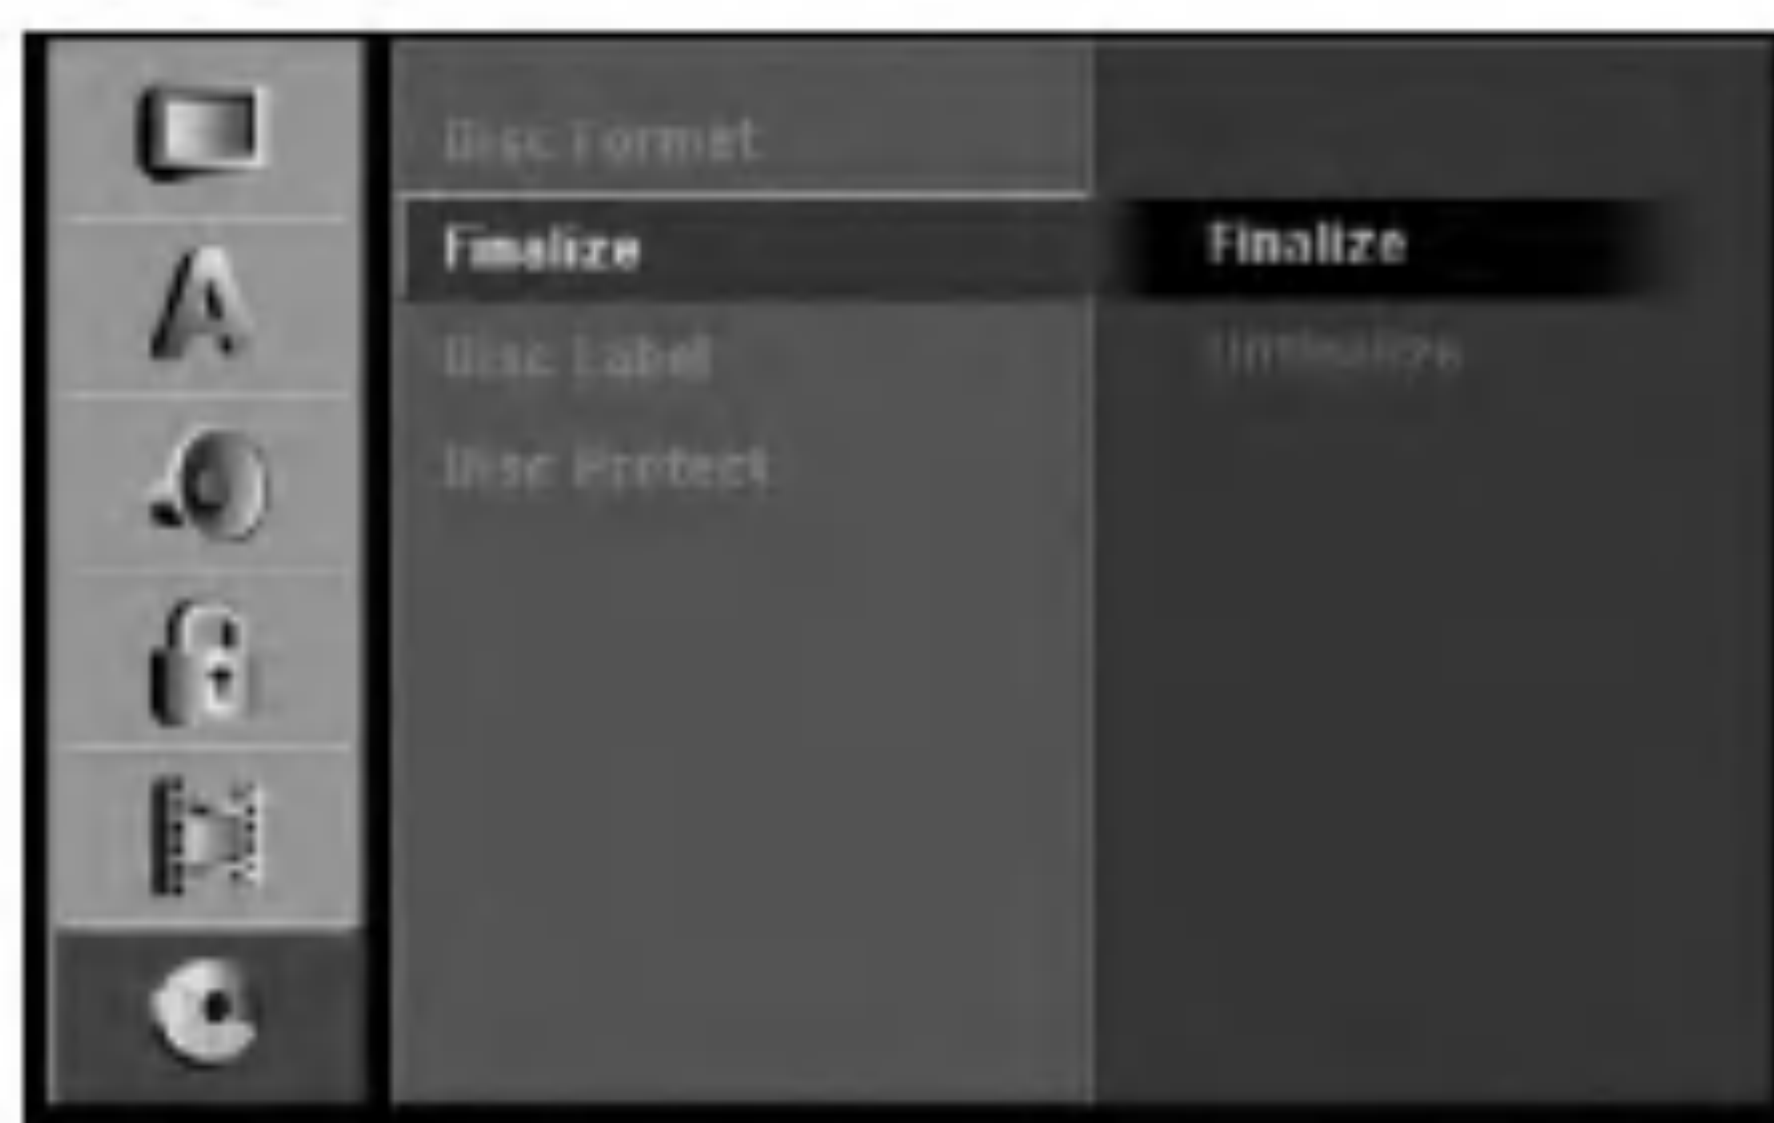 Disc Format
Finalize
Disc Label
Disc Protect
Finalize
Unfinalize